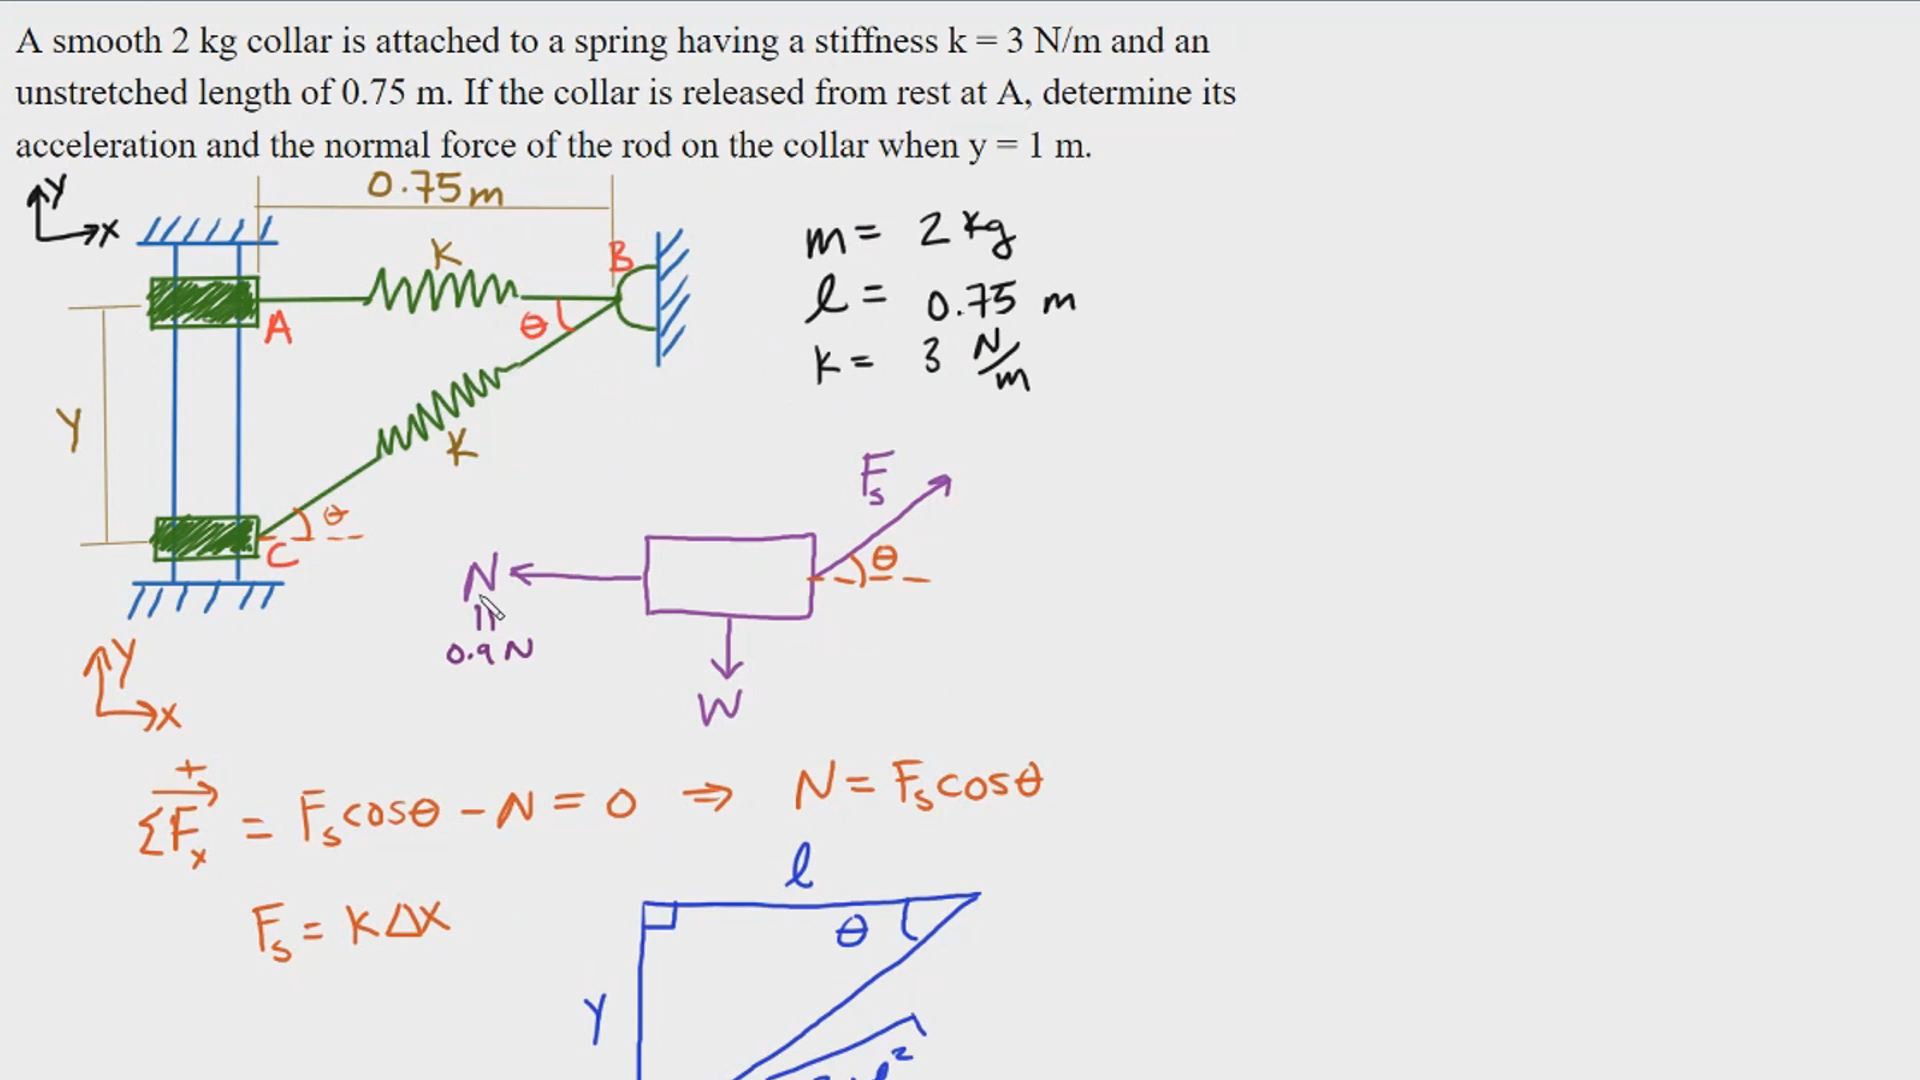 A smooth 2 kg collar is attached to a spring having a stiffness k = 3 N/m and an
unstretched length of 0.75 m. If the collar is released from rest at A, determine its
acceleration and the normal force of the rod on the collar when y = 1 m.
0.75m
Y
x
K
B
m = 2 kg
A
θ
l = 0.75 m
k = 3 N/m
Y
K
θ
C
Fs
θ
N
0.9 N
W
Y
x
+
ΣFx = Fs cosθ - N = 0 ⇒ N = Fs cosθ
l
θ
Fs = KΔX
Y
l²